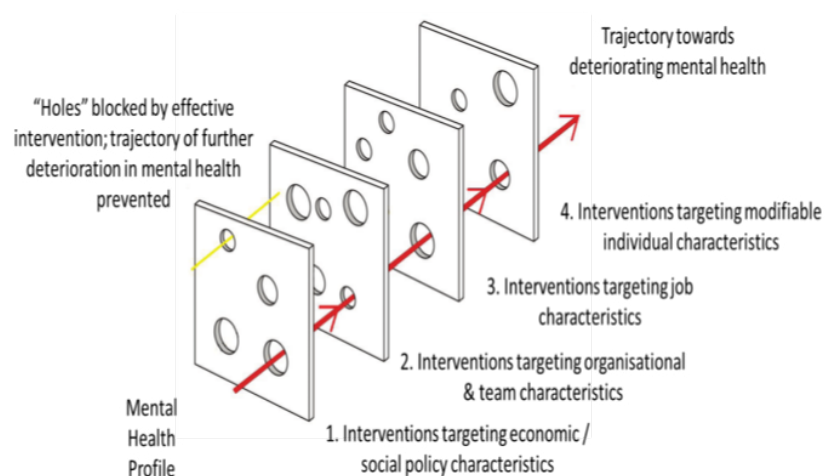 Trajectory towards
deteriorating mental health
“Holes” blocked by effective
intervention; trajectory of further
deterioration in mental health
prevented
4. Interventions targeting modifiable
individual characteristics
3. Interventions targeting job
characteristics
2. Interventions targeting organisational
& team characteristics
Mental
Health
Profile
1. Interventions targeting economic /
social policy characteristics